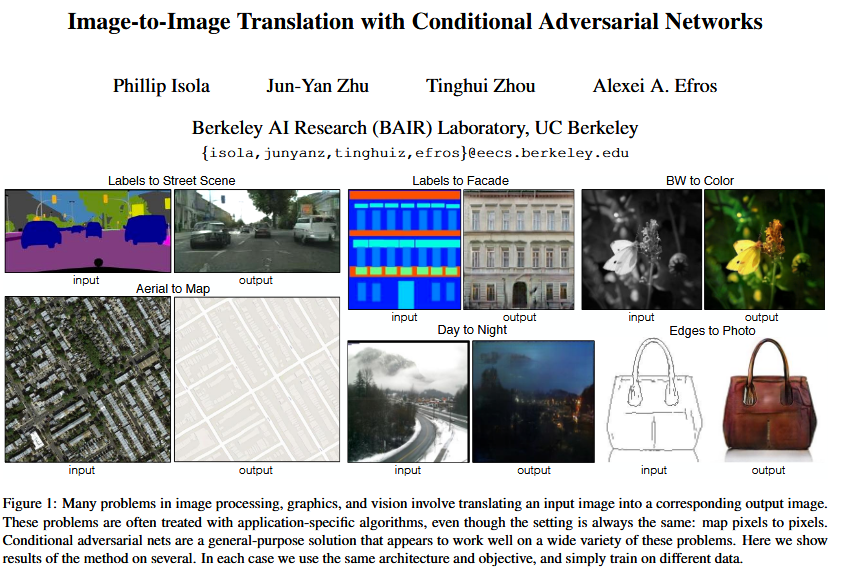 Image-to-Image Translation with Conditional Adversarial Networks
Phillip Isola Jun-Yan Zhu Tinghui Zhou Alexei A. Efros
Berkeley AI Research (BAIR) Laboratory, UC Berkeley
{isola,junyanz,tinghuiz,efros}@eecs.berkeley.edu
Labels to Street Scene
input output
Aerial to Map
input output
Labels to Facade
input output
BW to Color
input output
Day to Night
input output
Edges to Photo
input output
Figure 1: Many problems in image processing, graphics, and vision involve translating an input image into a corresponding output image.
These problems are often treated with application-specific algorithms, even though the setting is always the same: map pixels to pixels.
Conditional adversarial nets are a general-purpose solution that appears to work well on a wide variety of these problems. Here we show
results of the method on several. In each case we use the same architecture and objective, and simply train on different data.